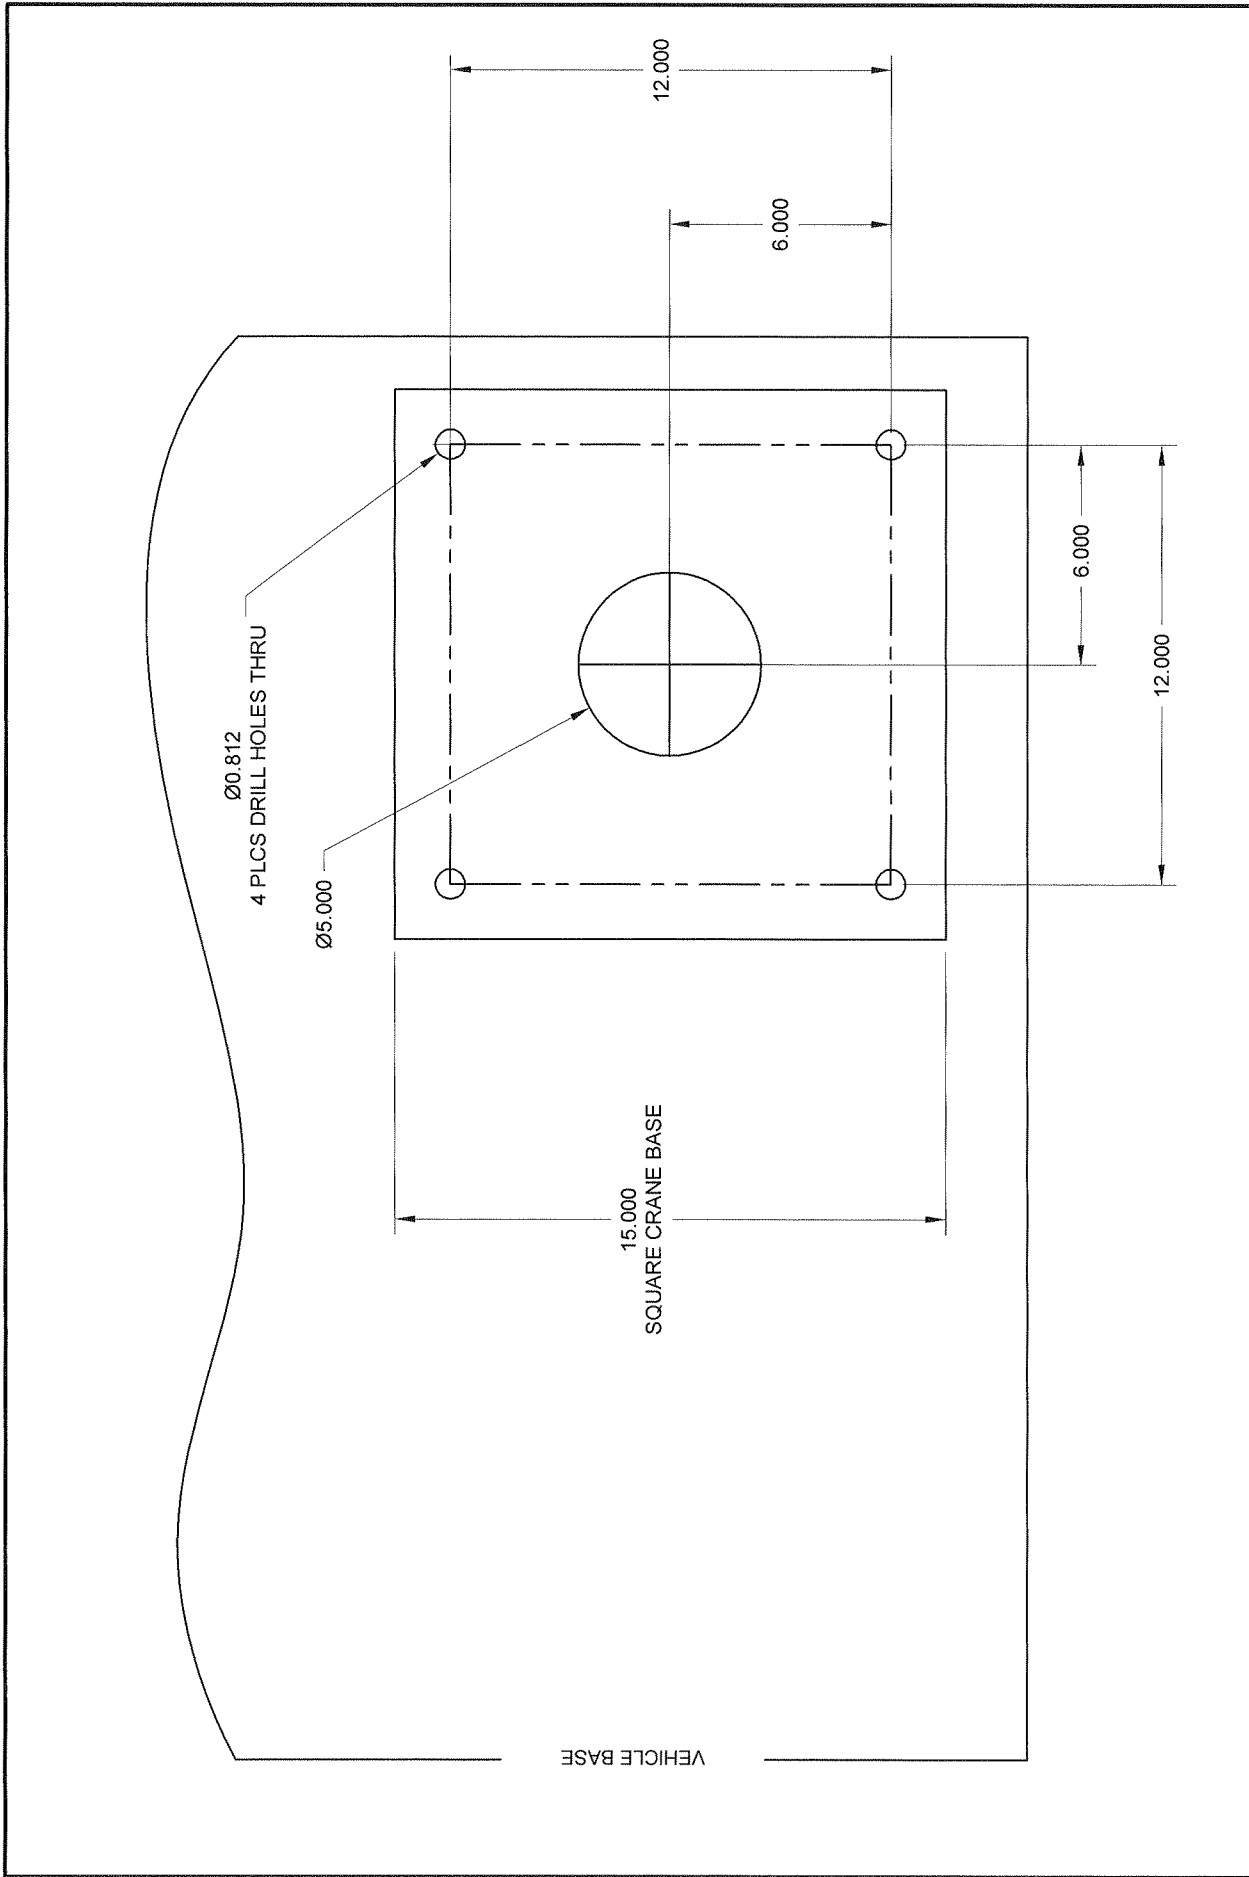 Ø0.812
4 PLCS DRILL HOLES THRU
Ø5.000
VEHICLE BASE
15.000
SQUARE CRANE BASE
12.000
6.000
6.000
12.000